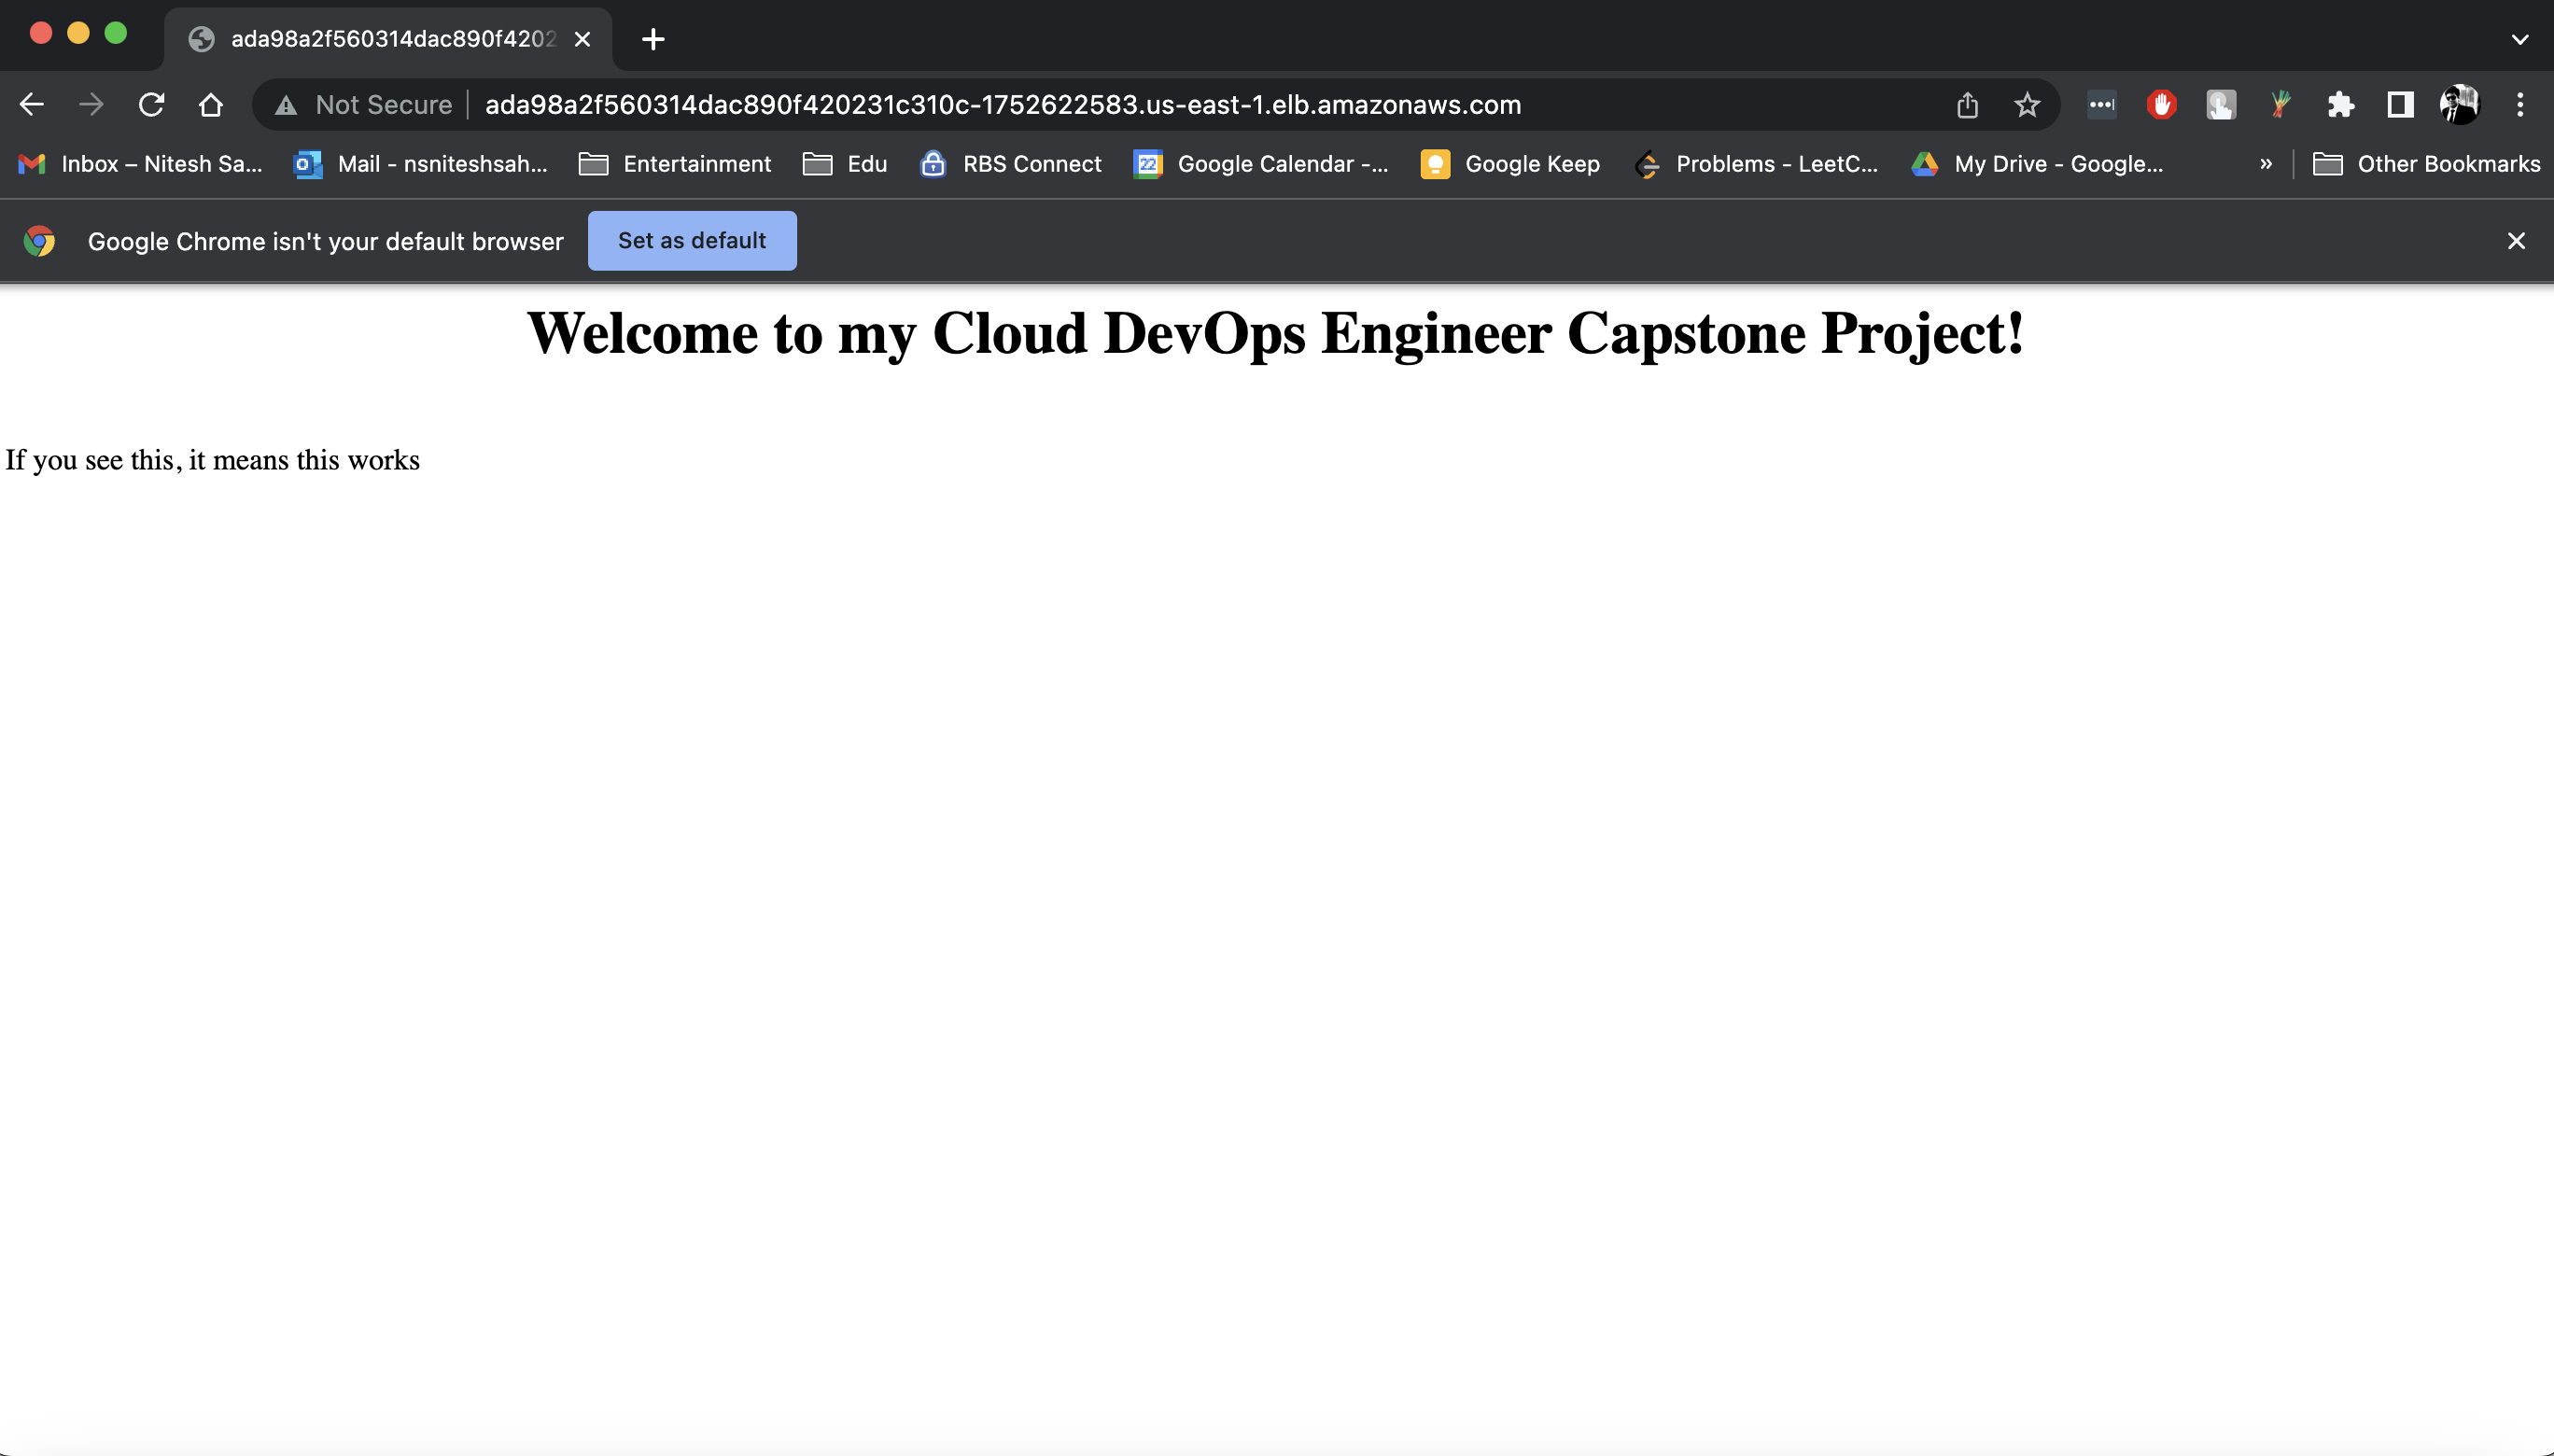 ada98a2f560314dac890f4202
Not Secure ada98a2f560314dac890f420231c310c-1752622583.us-east-1.elb.amazonaws.com
Inbox – Nitesh Sa... Mail - nsniteshsah... Entertainment Edu RBS Connect 22 Google Calendar -... Google Keep Problems - LeetC... My Drive - Google... » Other Bookmarks
Google Chrome isn't your default browser Set as default
Welcome to my Cloud DevOps Engineer Capstone Project!
If you see this, it means this works